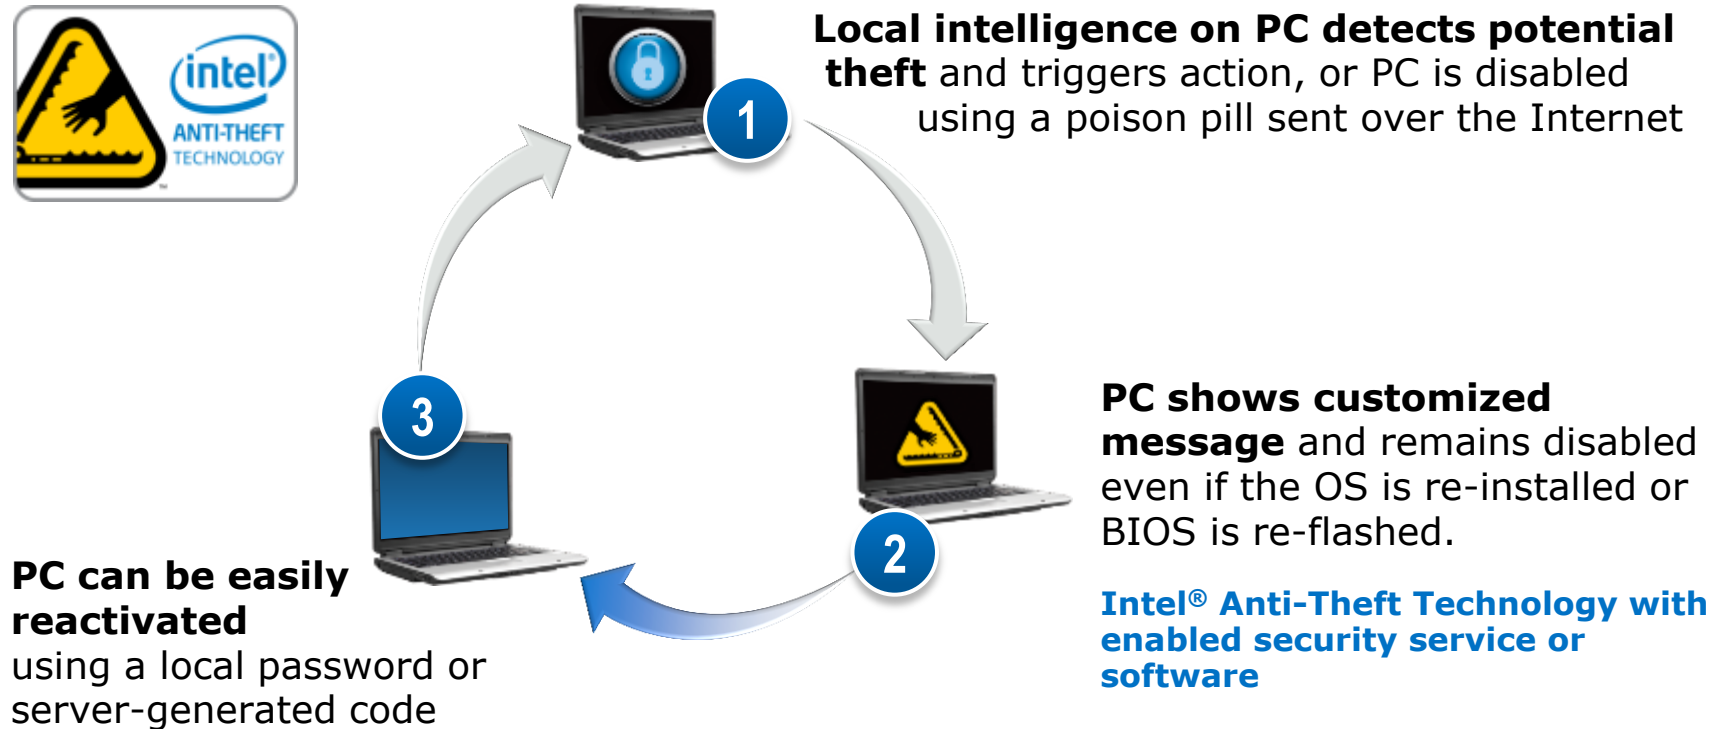 intel®
ANTI-THEFT
TECHNOLOGY
™
1
Local intelligence on PC detects potential
theft and triggers action, or PC is disabled
using a poison pill sent over the Internet
2
PC shows customized
message and remains disabled
even if the OS is re-installed or
BIOS is re-flashed.
Intel® Anti-Theft Technology with
enabled security service or
software
3
PC can be easily
reactivated
using a local password or
server-generated code